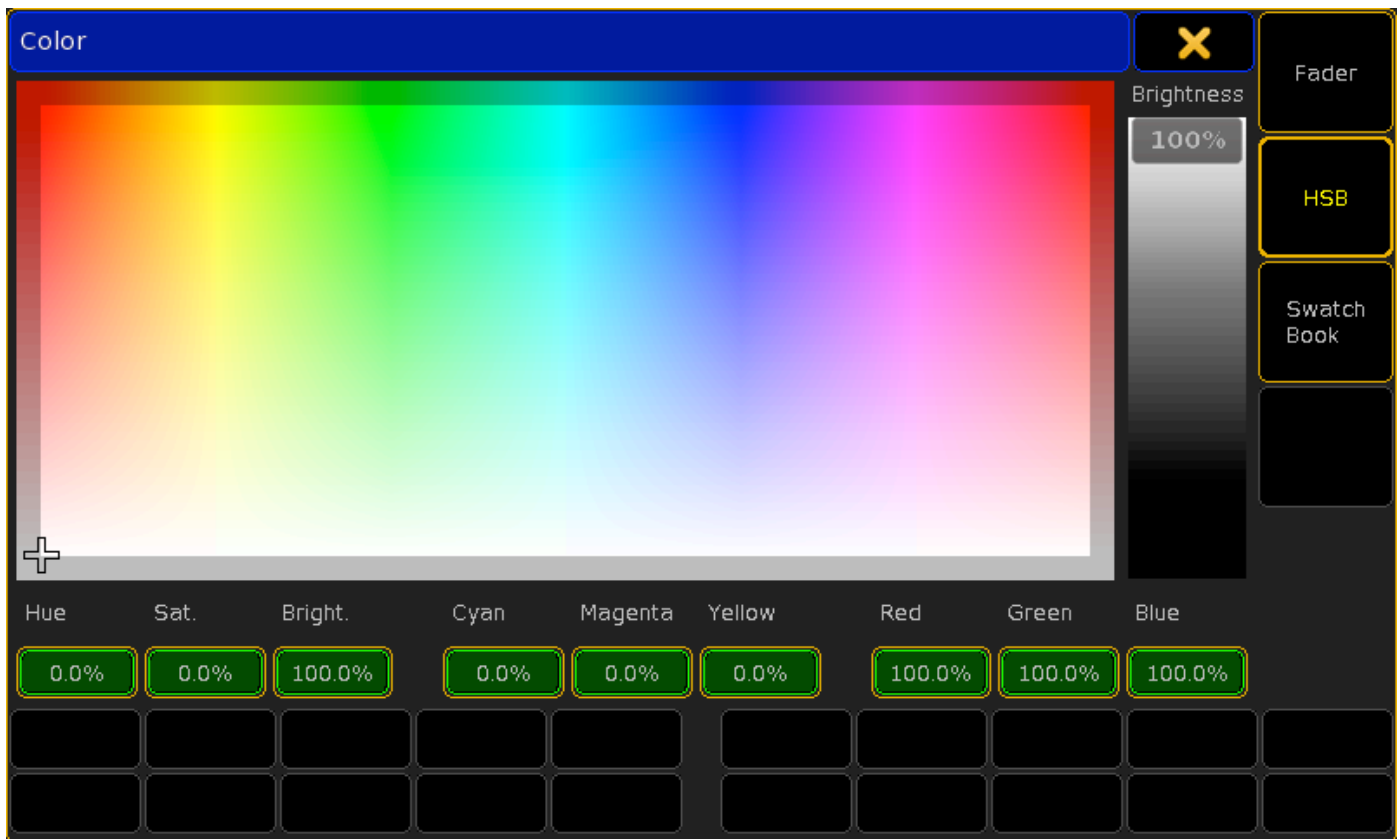 Color
Fader
Brightness
100%
HSB
Swatch
Book
Hue Sat. Bright. Cyan Magenta Yellow Red Green Blue
0.0% 0.0% 100.0% 0.0% 0.0% 0.0% 100.0% 100.0% 100.0%